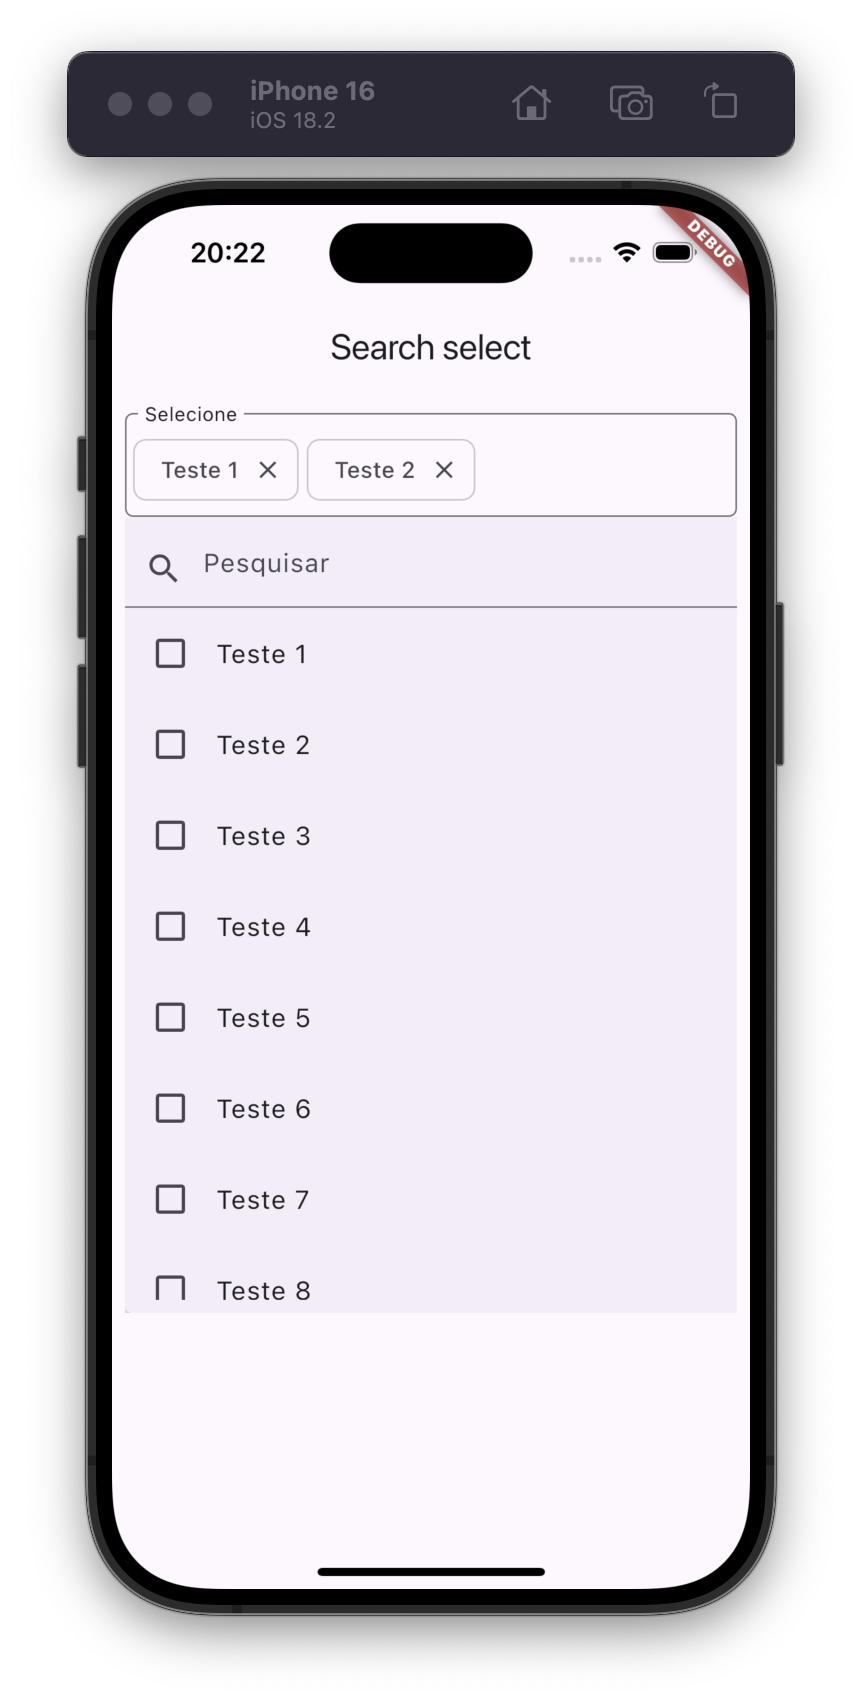 iPhone 16
iOS 18.2
20:22
DEBUG
Search select
Selecione
Teste 1
Teste 2
Pesquisar
Teste 1
Teste 2
Teste 3
Teste 4
Teste 5
Teste 6
Teste 7
Teste 8